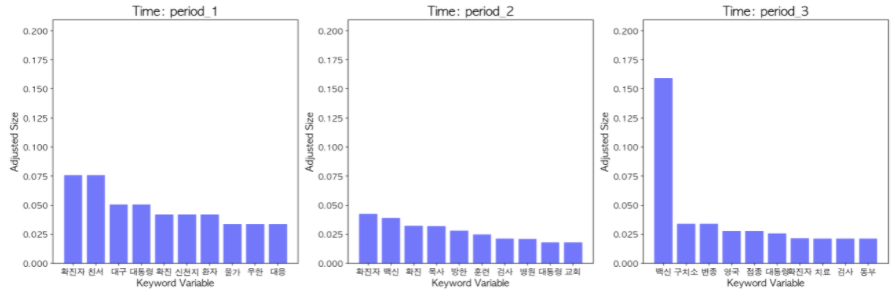 Time: period_1
Time: period_2
Time: period_3
Adjusted Size
0.200
0.175
0.150
0.125
0.100
0.075
0.050
0.025
0.000
확진자 친서 대구 대통령 확진 신천지 환자 물가 우한 대응
Keyword Variable
Adjusted Size
0.200
0.175
0.150
0.125
0.100
0.075
0.050
0.025
0.000
확진자 백신 확진 목사 방한 훈련 검사 병원 대통령 교회
Keyword Variable
Adjusted Size
0.200
0.175
0.150
0.125
0.100
0.075
0.050
0.025
0.000
백신 구치소 변종 영국 접종 대통령 확진자 치료 검사 동부
Keyword Variable